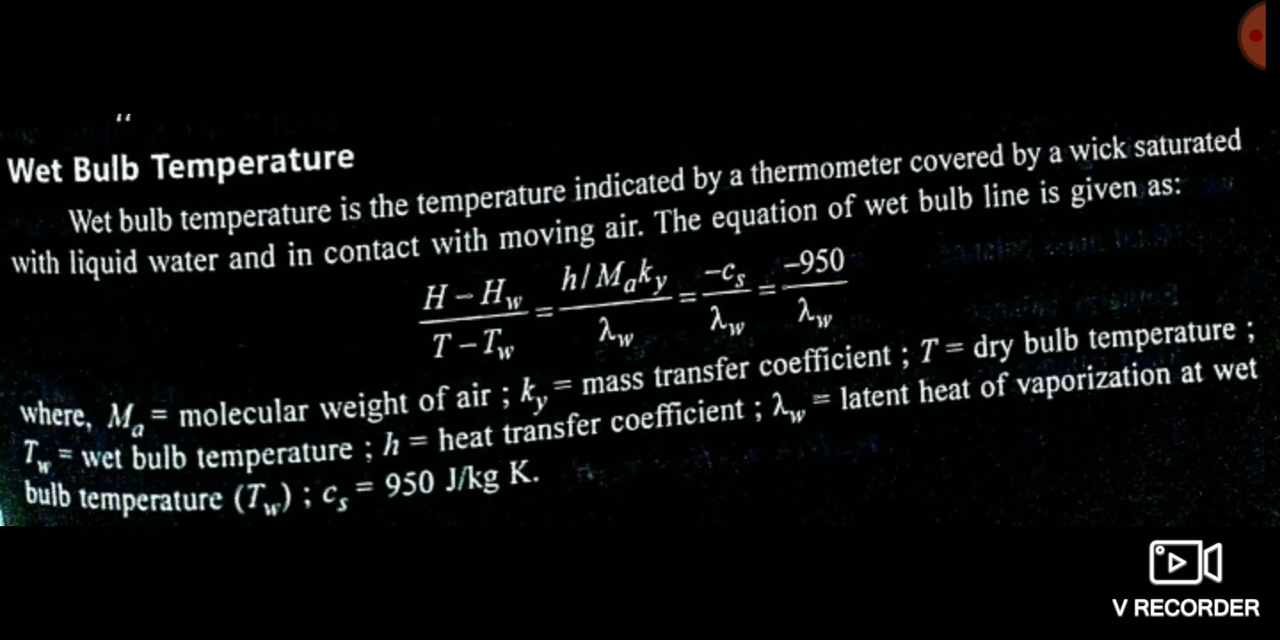 Wet Bulb Temperature
Wet bulb temperature is the temperature indicated by a thermometer covered by a wick saturated
with liquid water and in contact with moving air. The equation of wet bulb line is given as:
(H - H_w)/(T - T_w) = (h/M_a k_y)/λ_w = -c_s/λ_w = -950/λ_w
where, M_a = molecular weight of air ; k_y = mass transfer coefficient ; T = dry bulb temperature ;
T_w = wet bulb temperature ; h = heat transfer coefficient ; λ_w = latent heat of vaporization at wet
bulb temperature (T_w) ; c_s = 950 J/kg K.
V RECORDER